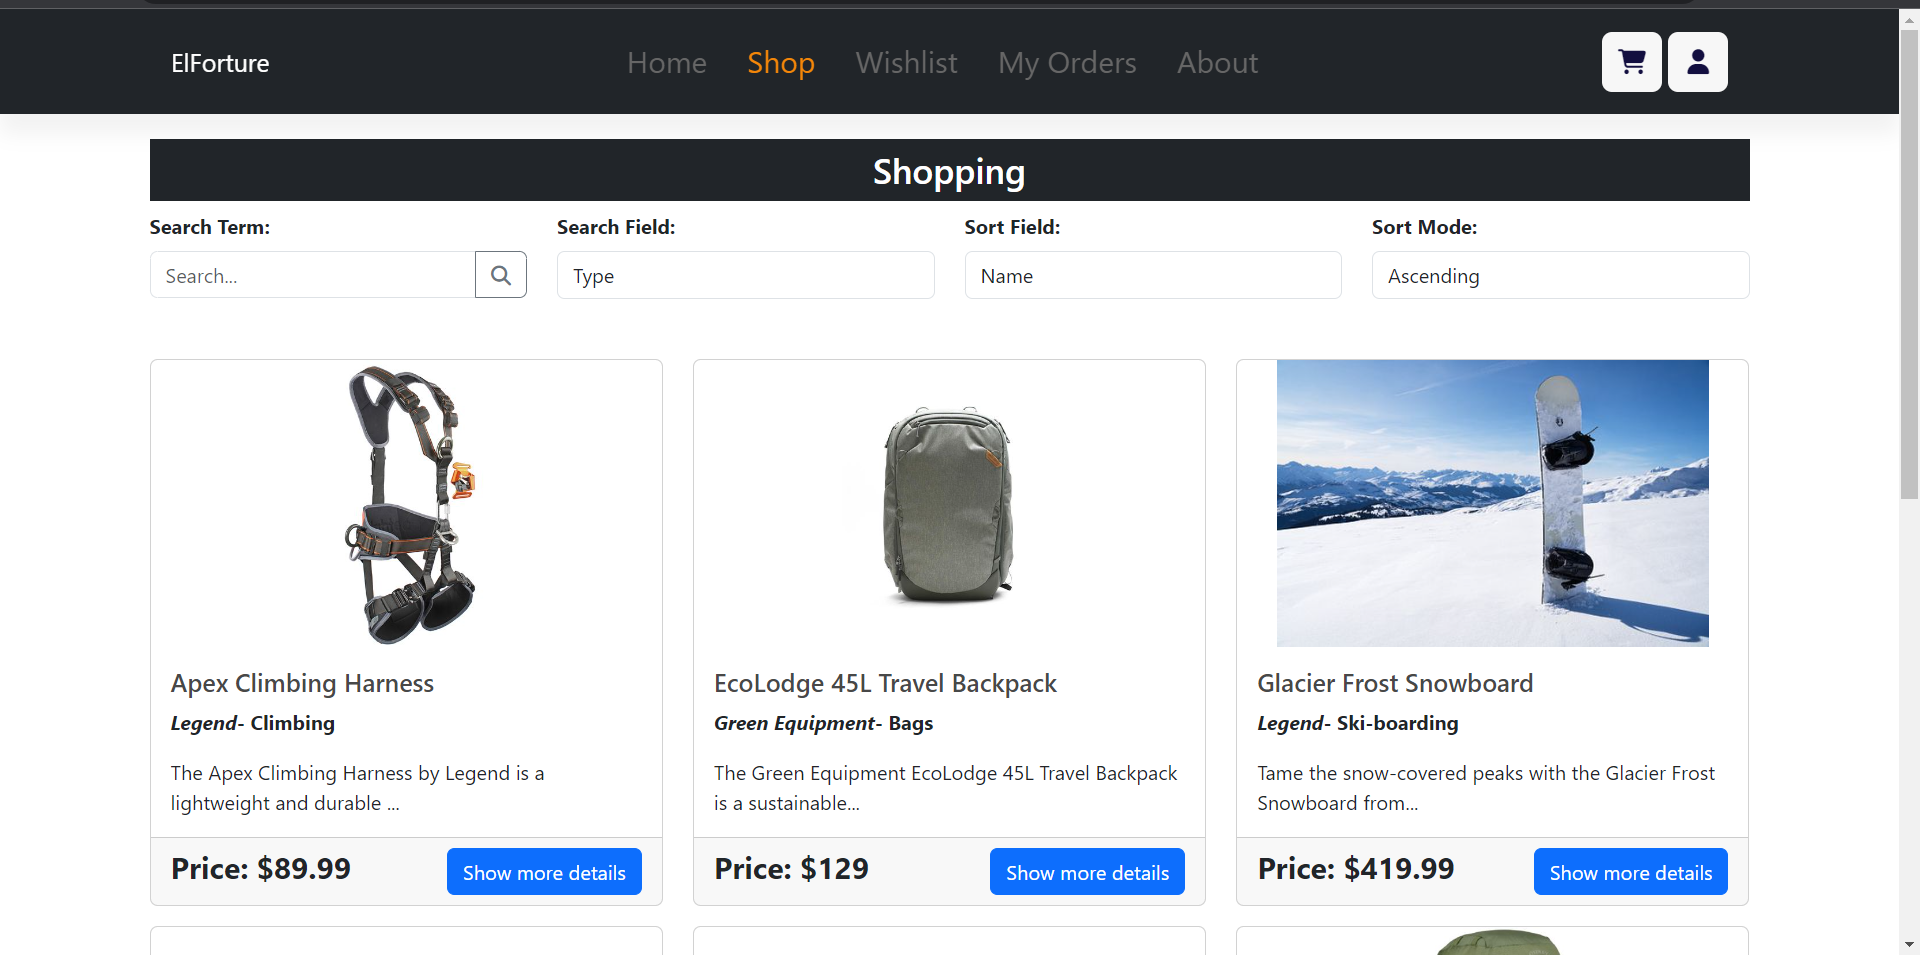 ElForture
Home Shop Wishlist My Orders About
Shopping
Search Term: Search Field: Sort Field: Sort Mode:
Search... Type Name Ascending
Apex Climbing Harness
Legend- Climbing
The Apex Climbing Harness by Legend is a
lightweight and durable ...
Price: $89.99 Show more details
EcoLodge 45L Travel Backpack
Green Equipment- Bags
The Green Equipment EcoLodge 45L Travel Backpack
is a sustainable...
Price: $129 Show more details
Glacier Frost Snowboard
Legend- Ski-boarding
Tame the snow-covered peaks with the Glacier Frost
Snowboard from...
Price: $419.99 Show more details